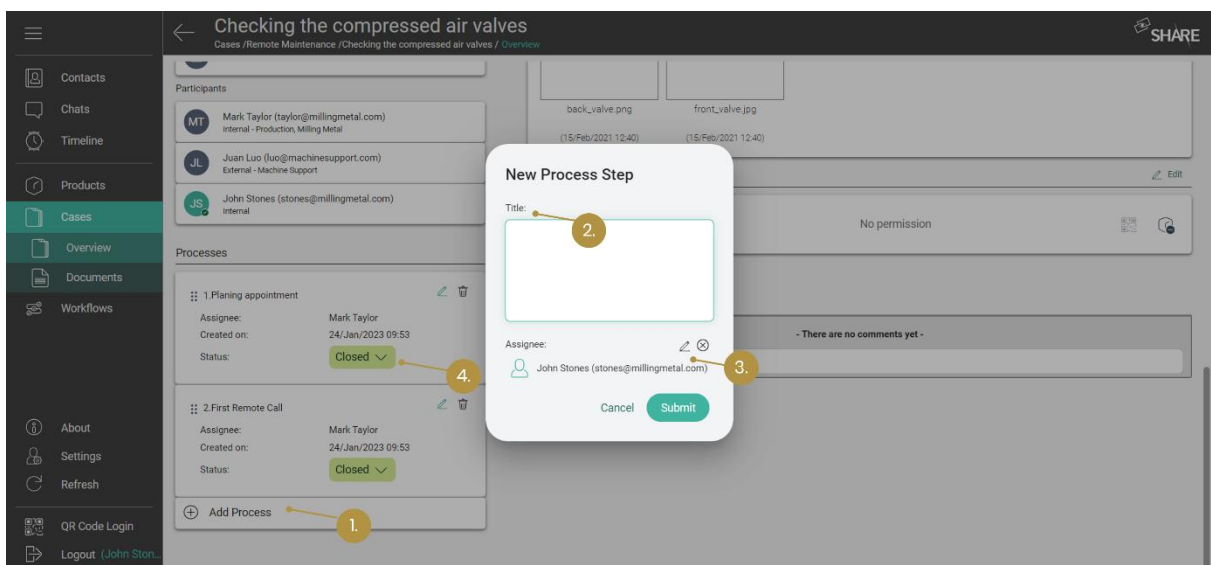 Checking the compressed air valves
Cases /Remote Maintenance /Checking the compressed air valves / Overview
SHARE
Contacts
Chats
Timeline
Products
Cases
Overview
Documents
Workflows
About
Settings
Refresh
QR Code Login
Logout (John Ston...
Participants
MT
Mark Taylor (taylor@millingmetal.com)
Internal - Production, Milling Metal
JL
Juan Luo (luo@machinesupport.com)
External - Machine Support
JS
John Stones (stones@millingmetal.com)
Internal
Processes
1.Planing appointment
Assignee: Mark Taylor
Created on: 24/Jan/2023 09:53
Status: Closed
4.
2.First Remote Call
Assignee: Mark Taylor
Created on: 24/Jan/2023 09:53
Status: Closed
Add Process
1.
back_valve.png front_valve.jpg
(15/Feb/2021 12:40) (15/Feb/2021 12:40)
Edit
No permission
- There are no comments yet -
New Process Step
Title:
2.
Assignee:
3.
John Stones (stones@millingmetal.com)
Cancel Submit